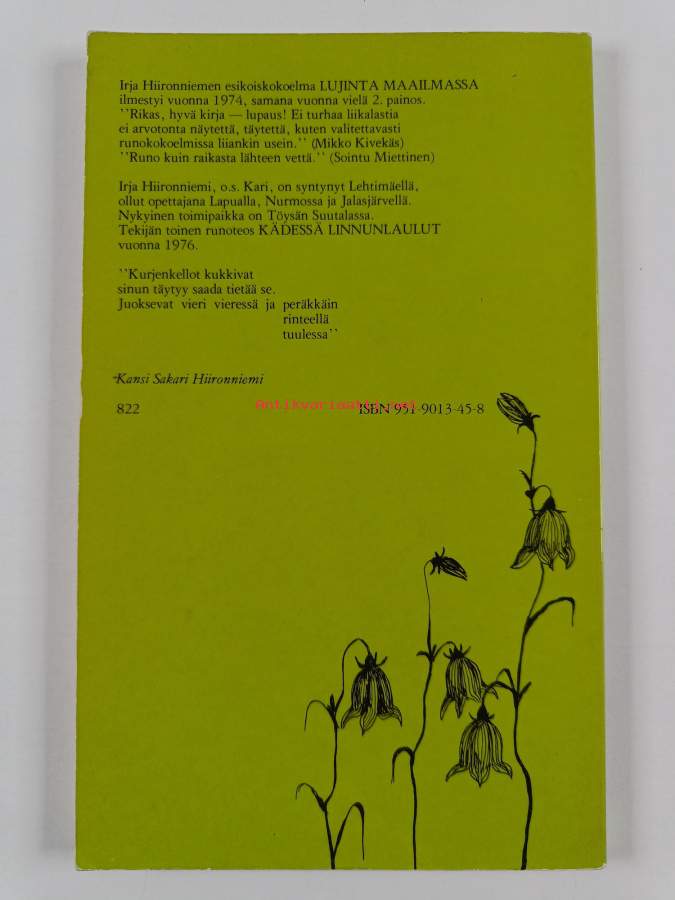 Irja Hiironniemen esikoiskokoelma LUJINTA MAAILMASSA
ilmestyi vuonna 1974, samana vuonna vielä 2. painos.
''Rikas, hyvä kirja — lupaus! Ei turhaa liikalastia
ei arvotonta näytettä, täytettä, kuten valitettavasti
runokokoelmissa liiankin usein.'' (Mikko Kivekäs)
''Runo kuin raikasta lähteen vettä.'' (Sointu Miettinen)
Irja Hiironniemi, o.s. Kari, on syntynyt Lehtimäellä,
ollut opettajana Lapualla, Nurmossa ja Jalasjärvellä.
Nykyinen toimipaikka on Töysän Suutalassa.
Tekijän toinen runoteos KÄDESSÄ LINNUNLAULUT
vuonna 1976.
''Kurjenkellot kukkivat
sinun täytyy saada tietää se.
Juoksevat vieri vieressä ja peräkkäin
rinteellä
tuulessa''
Kansi Sakari Hiironniemi
822 ISBN 951-9013-45-8
Antikvariaatti.net